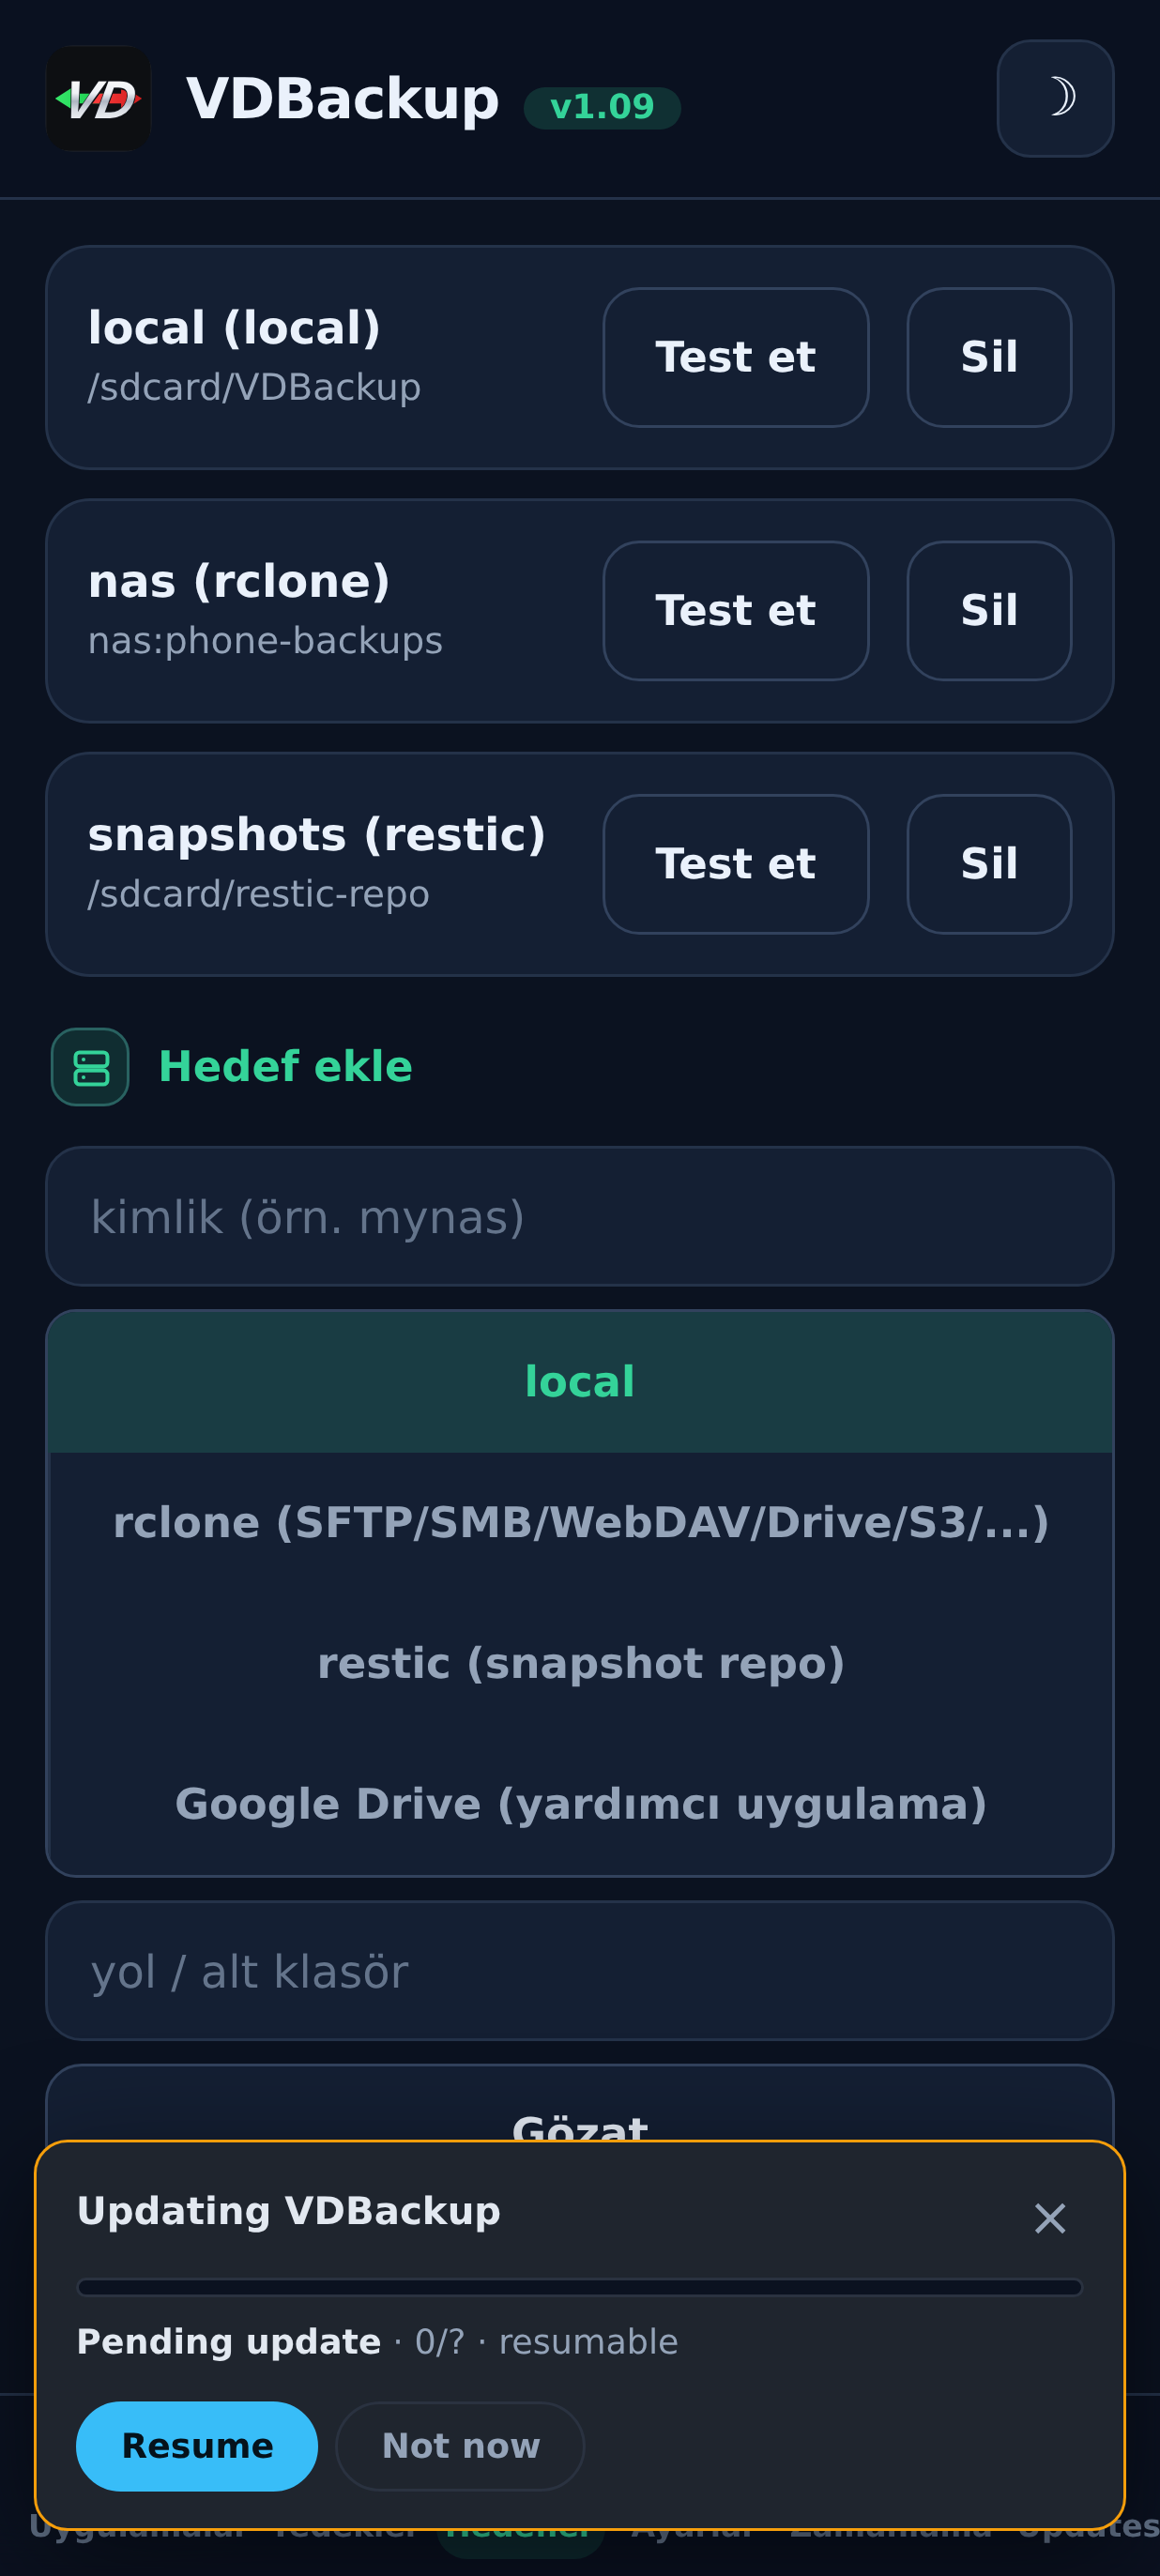 VD
VDBackup v1.09
☽
local (local)
/sdcard/VDBackup
Test et
Sil
nas (rclone)
nas:phone-backups
Test et
Sil
snapshots (restic)
/sdcard/restic-repo
Test et
Sil
Hedef ekle
kimlik (örn. mynas)
local
rclone (SFTP/SMB/WebDAV/Drive/S3/...)
restic (snapshot repo)
Google Drive (yardımcı uygulama)
yol / alt klasör
Gözat
Updating VDBackup
×
Pending update · 0/? · resumable
Resume
Not now